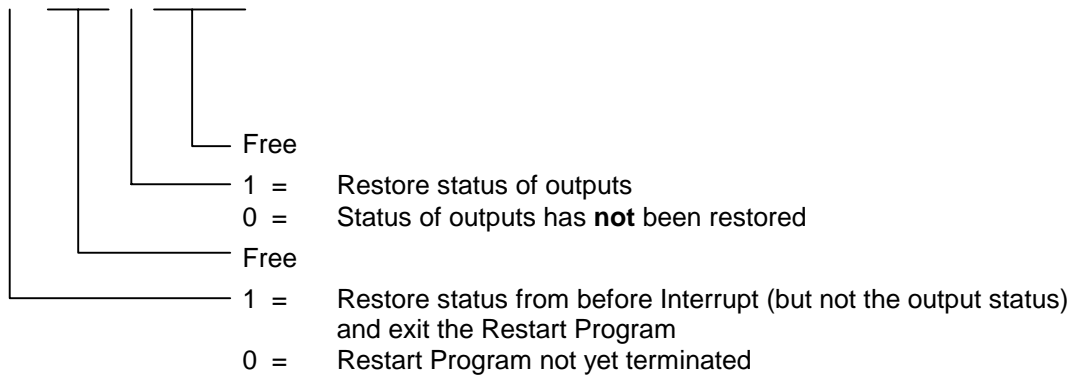 Free
1 = Restore status of outputs
0 = Status of outputs has not been restored
Free
1 = Restore status from before Interrupt (but not the output status)
and exit the Restart Program
0 = Restart Program not yet terminated